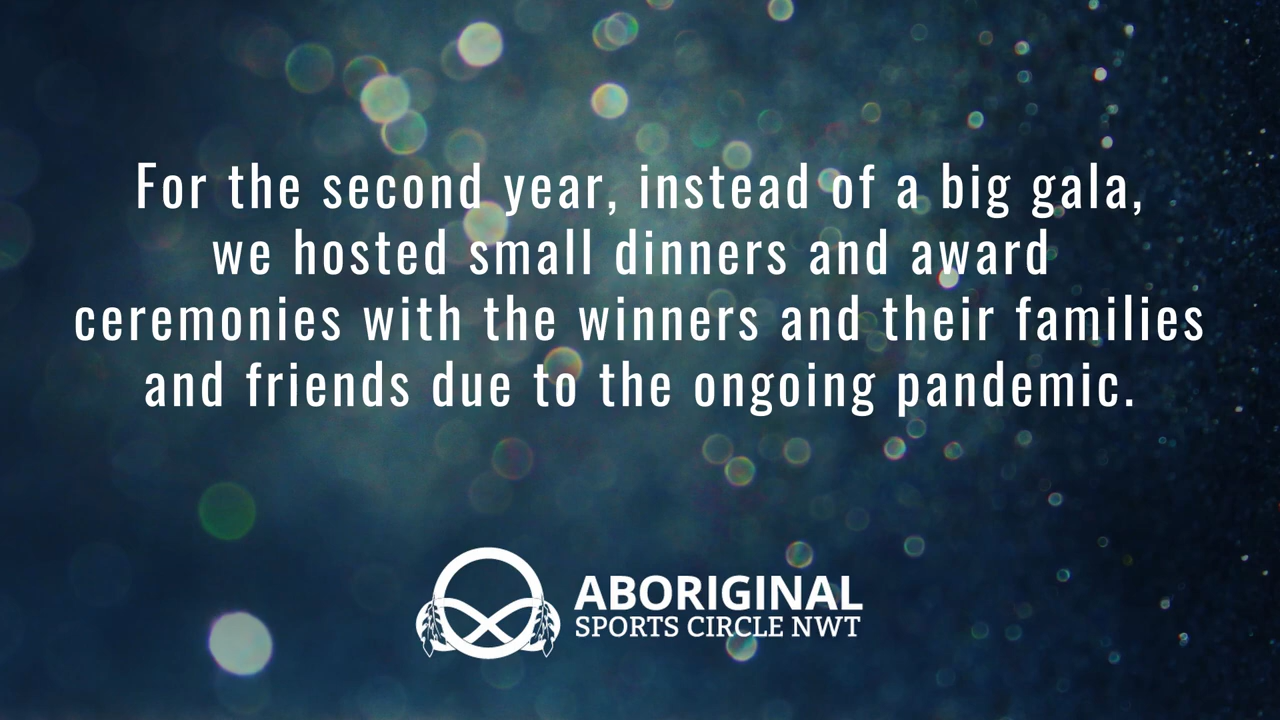 For the second year, instead of a big gala,
we hosted small dinners and award
ceremonies with the winners and their families
and friends due to the ongoing pandemic.
ABORIGINAL
SPORTS CIRCLE NWT